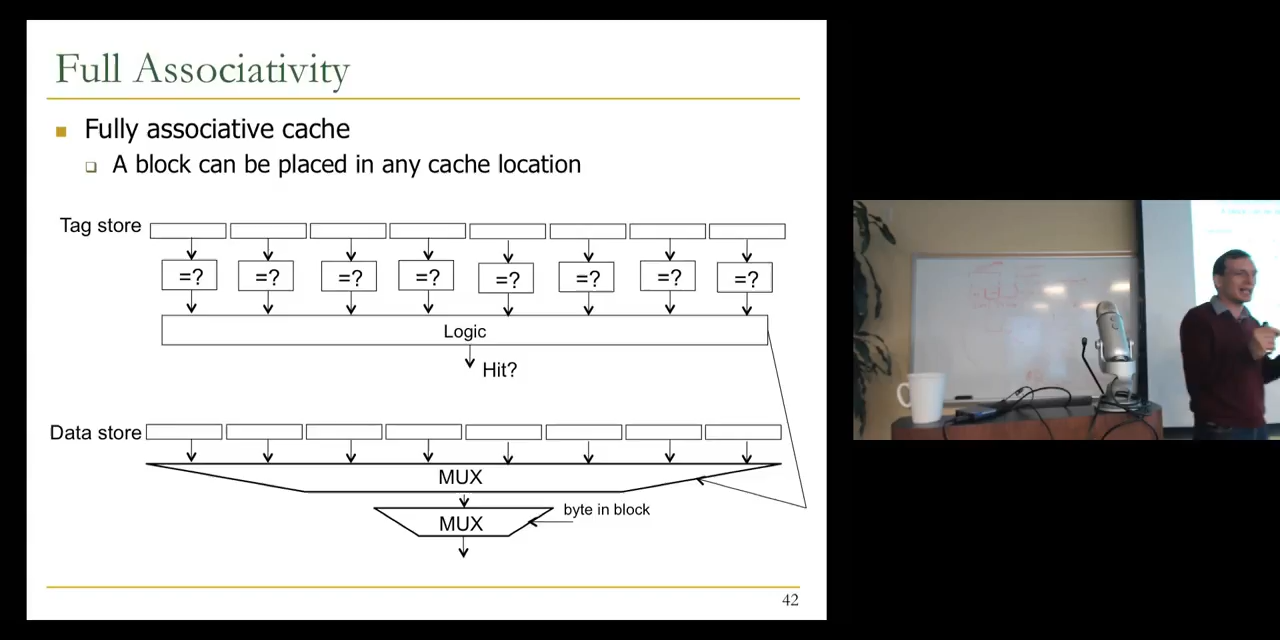 Full Associativity
Fully associative cache
A block can be placed in any cache location
Tag store
=? =? =? =? =? =? =? =?
Logic
Hit?
Data store
MUX
MUX
byte in block
42